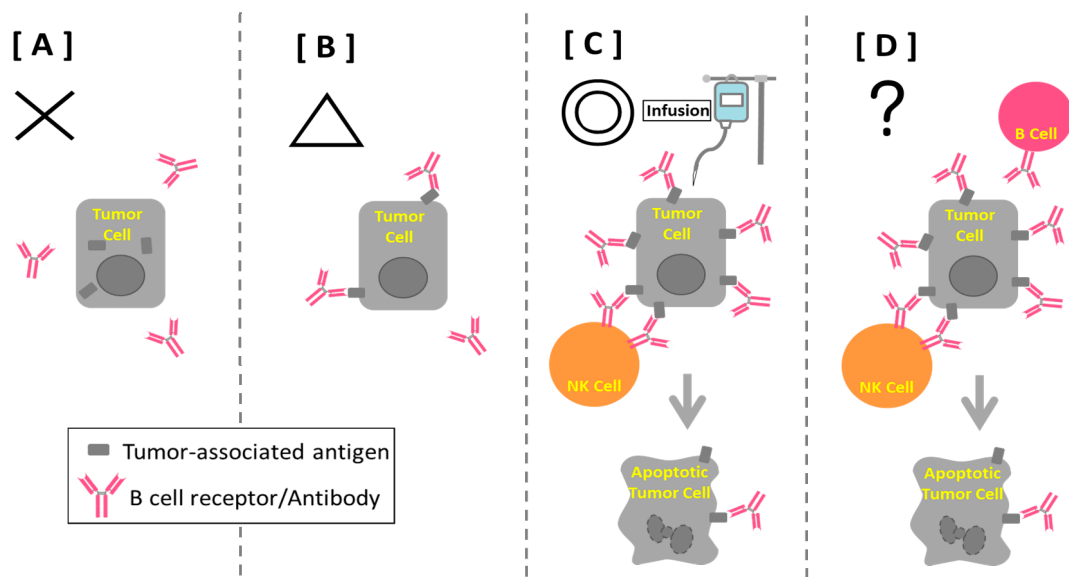 [ A ]
Tumor
Cell
[ B ]
Tumor
Cell
[ C ]
Infusion
Tumor
Cell
NK Cell
Apoptotic
Tumor Cell
[ D ]
?
B Cell
Tumor
Cell
NK Cell
Apoptotic
Tumor Cell
Tumor-associated antigen
B cell receptor/Antibody